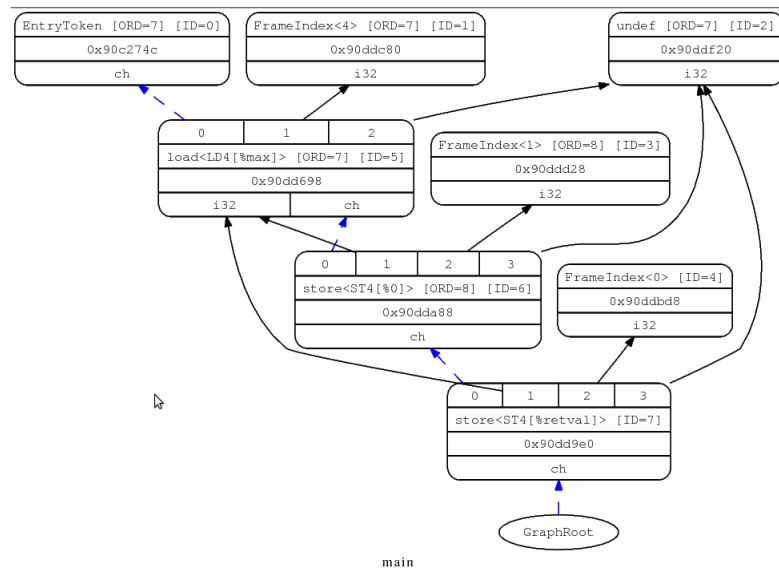 EntryToken [ORD=7] [ID=0]
0x90c274c
ch
FrameIndex<4> [ORD=7] [ID=1]
0x90ddc80
i32
undef [ORD=7] [ID=2]
0x90ddf20
i32
0 1 2
load<LD4[%max]> [ORD=7] [ID=5]
0x90dd698
i32 ch
FrameIndex<1> [ORD=8] [ID=3]
0x90ddd28
i32
0 1 2 3
store<ST4[%0]> [ORD=8] [ID=6]
0x90dda88
ch
FrameIndex<0> [ID=4]
0x90ddbd8
i32
0 1 2 3
store<ST4[%retval]> [ID=7]
0x90dd9e0
ch
GraphRoot
main